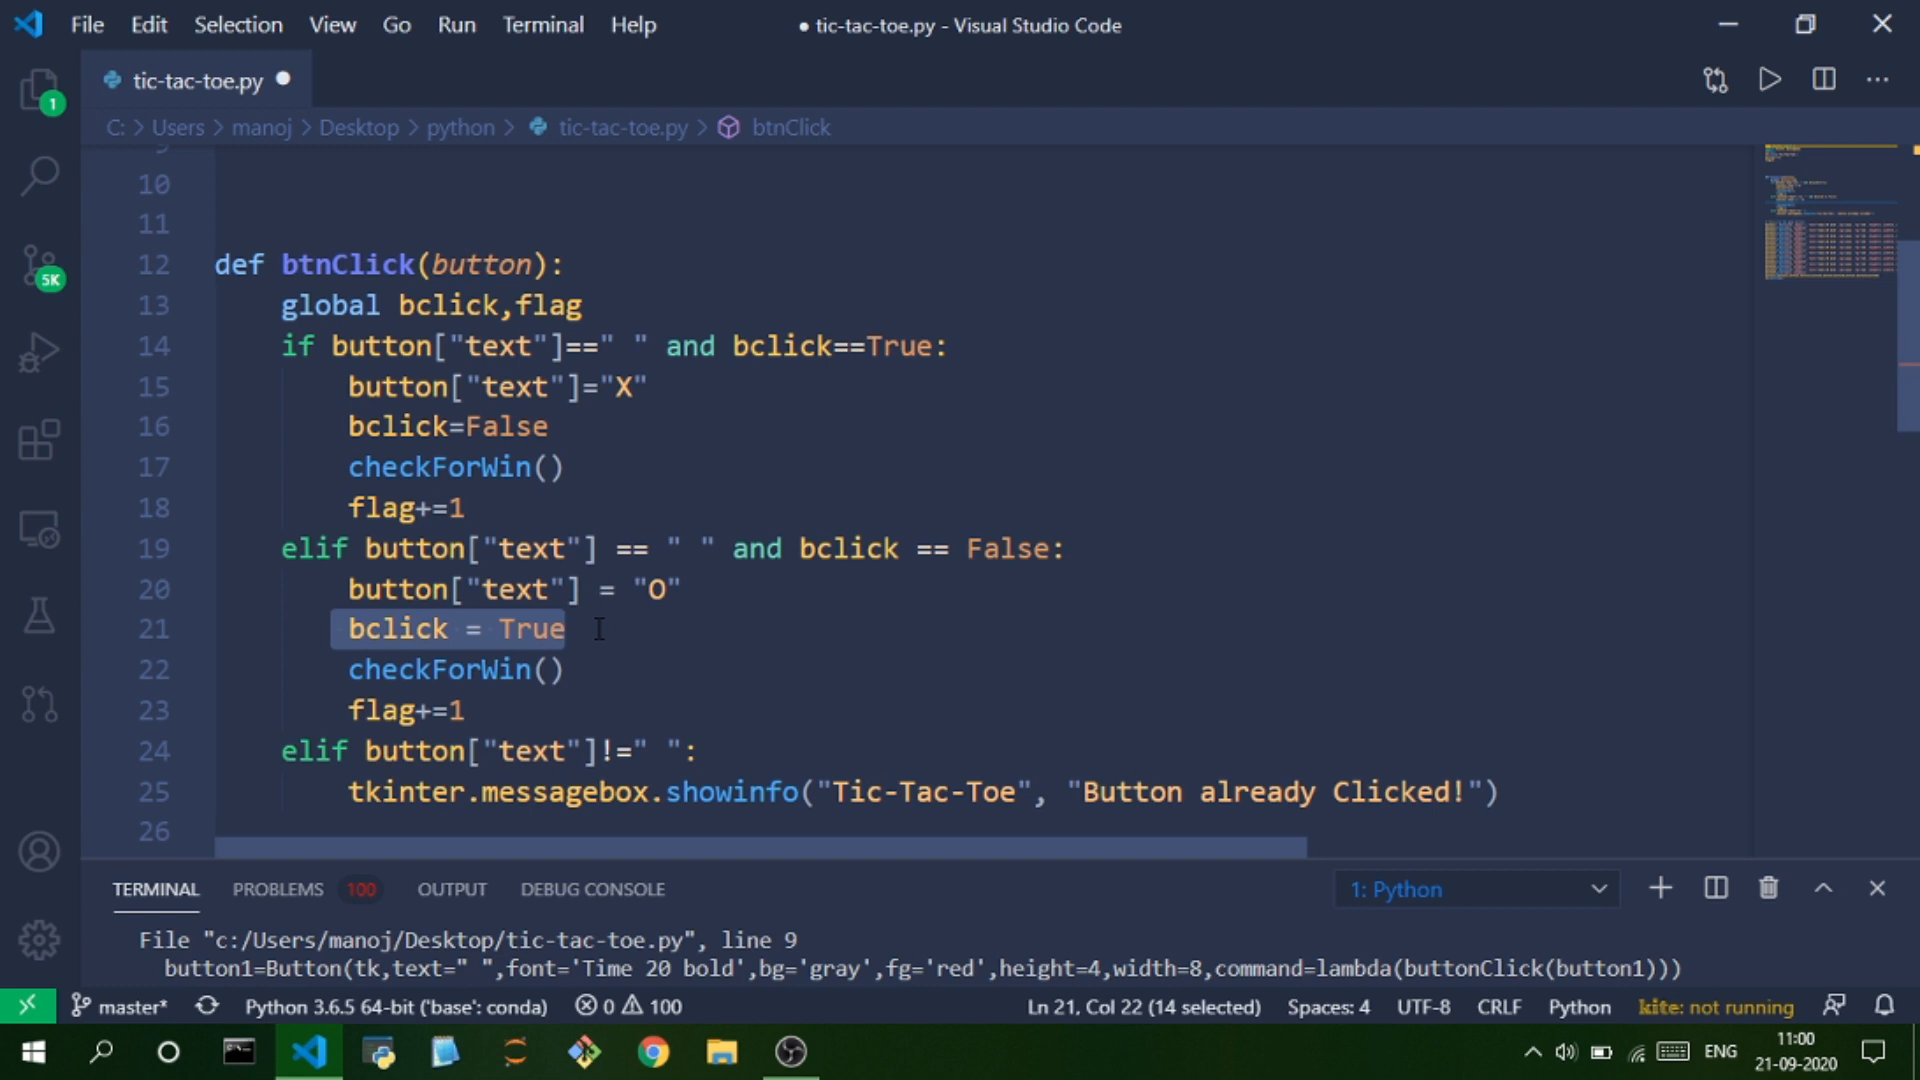 File Edit Selection View Go Run Terminal Help
● tic-tac-toe.py - Visual Studio Code
tic-tac-toe.py
C: > Users > manoj > Desktop > python > tic-tac-toe.py > btnClick
1
5K
10
11
12 def btnClick(button):
13 global bclick,flag
14 if button["text"]==" " and bclick==True:
15 button["text"]="X"
16 bclick=False
17 checkForWin()
18 flag+=1
19 elif button["text"] == " " and bclick == False:
20 button["text"] = "O"
21 bclick = True
22 checkForWin()
23 flag+=1
24 elif button["text"]!=" ":
25 tkinter.messagebox.showinfo("Tic-Tac-Toe", "Button already Clicked!")
26
TERMINAL PROBLEMS 100 OUTPUT DEBUG CONSOLE 1: Python
File "c:/Users/manoj/Desktop/tic-tac-toe.py", line 9
button1=Button(tk,text=" ",font='Time 20 bold',bg='gray',fg='red',height=4,width=8,command=lambda(buttonClick(button1)))
master* Python 3.6.5 64-bit ('base': conda) 0 100 Ln 21, Col 22 (14 selected) Spaces: 4 UTF-8 CRLF Python kite: not running
ENG
11:00
21-09-2020